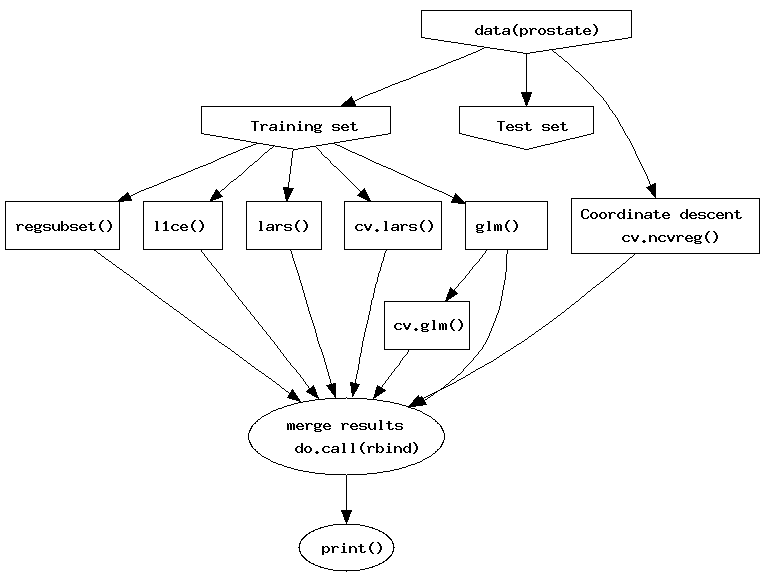 data(prostate)
Training set
Test set
regsubset()
l1ce()
lars()
cv.lars()
glm()
Coordinate descent
cv.ncvreg()
cv.glm()
merge results
do.call(rbind)
print()